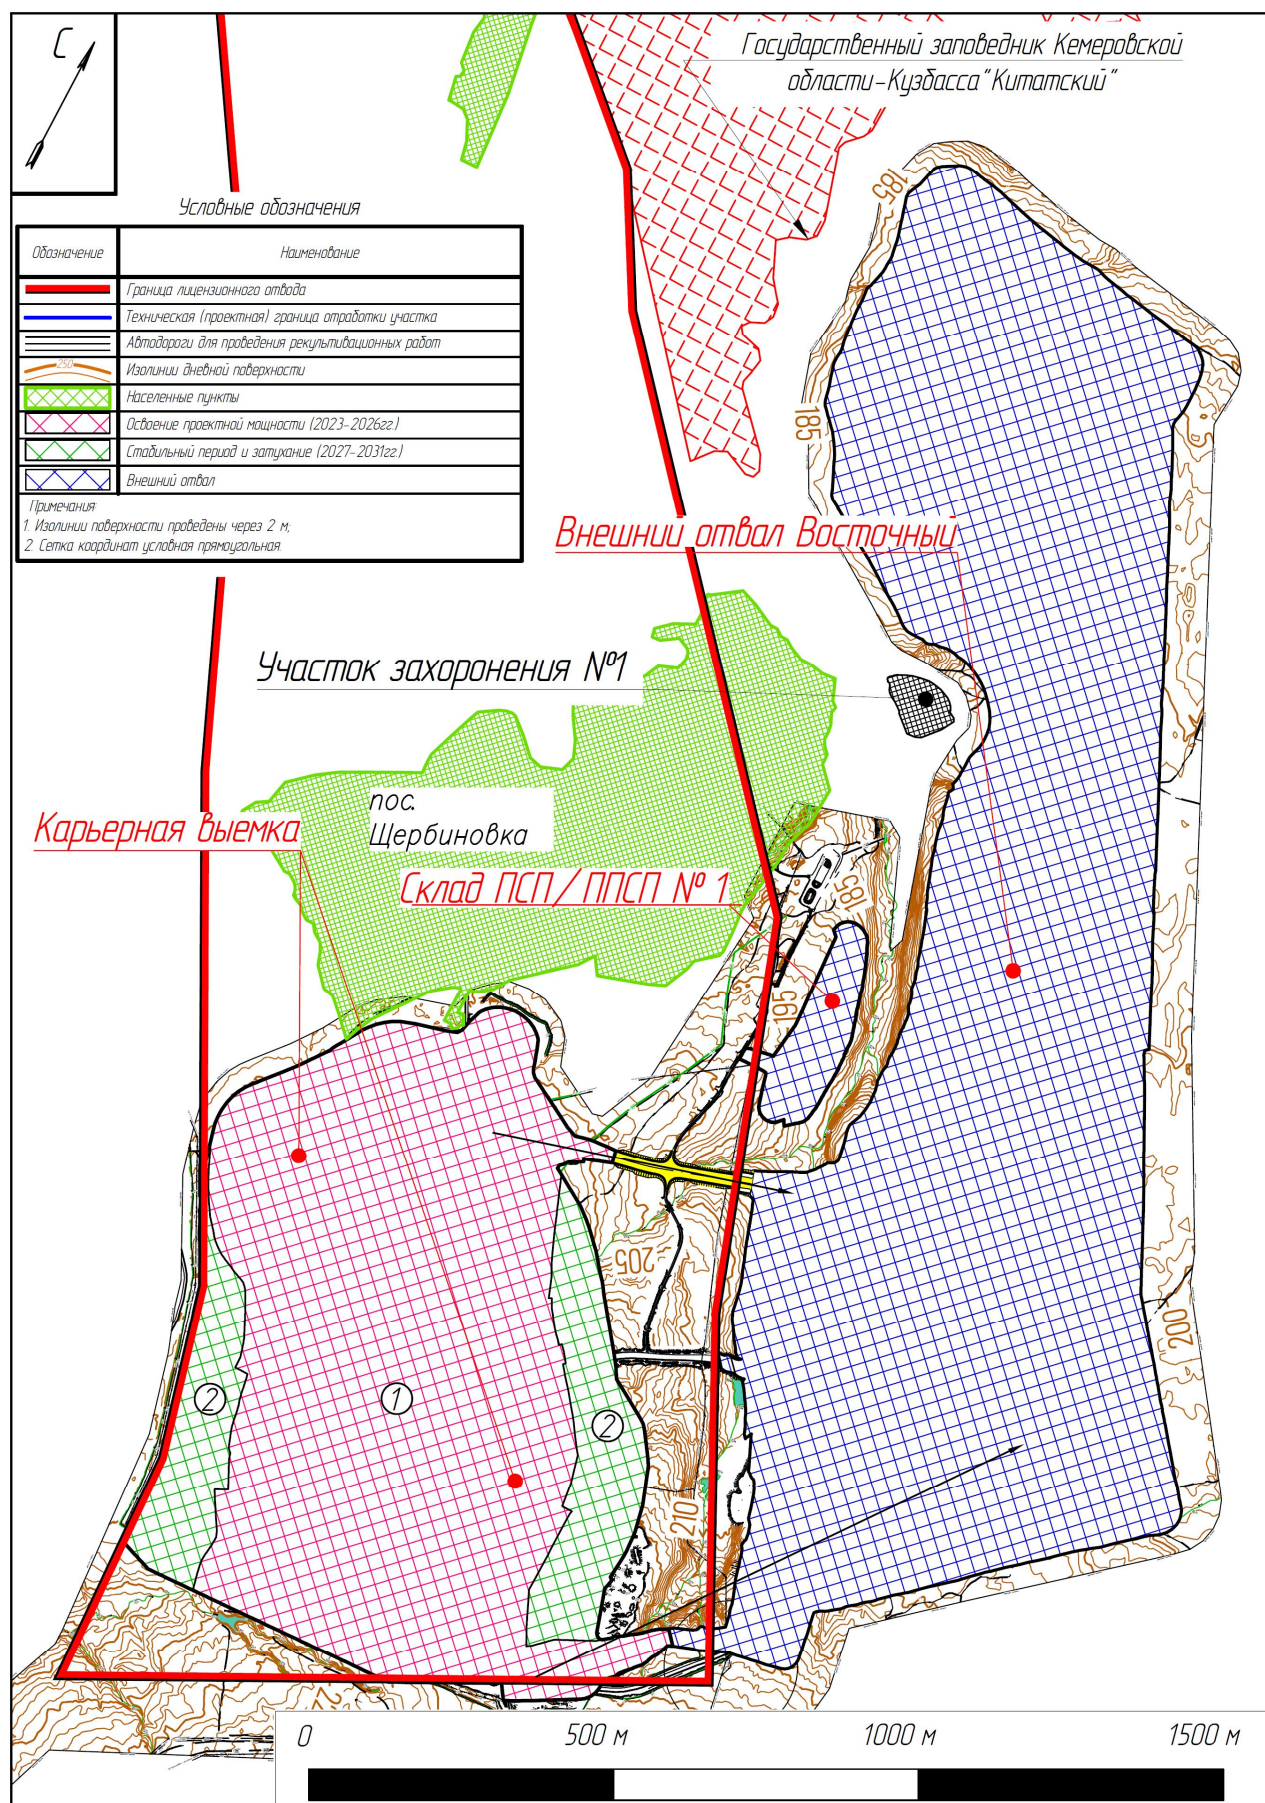 С
Государственный заповедник Кемеровской
области-Кузбасса "Китатский"
Условные обозначения
Обозначение
Наименование
Граница лицензионного отвода
Техническая (проектная) граница отработки участка
Автодороги для проведения рекультивационных работ
250
Изолинии дневной поверхности
Населенные пункты
Освоение проектной мощности (2023-2026гг.)
Стабильный период и затухание (2027-2031гг.)
Внешний отвал
Примечания:
1. Изолинии поверхности проведены через 2 м;
2. Сетка координат условная прямоугольная.
185
185
Внешний отвал Восточный
Участок захоронения №1
пос.
Щербиновка
Карьерная выемка
Склад ПСП/ППСП № 1
185
195
205
200
2
1
2
210
0
500 м
1000 м
1500 м